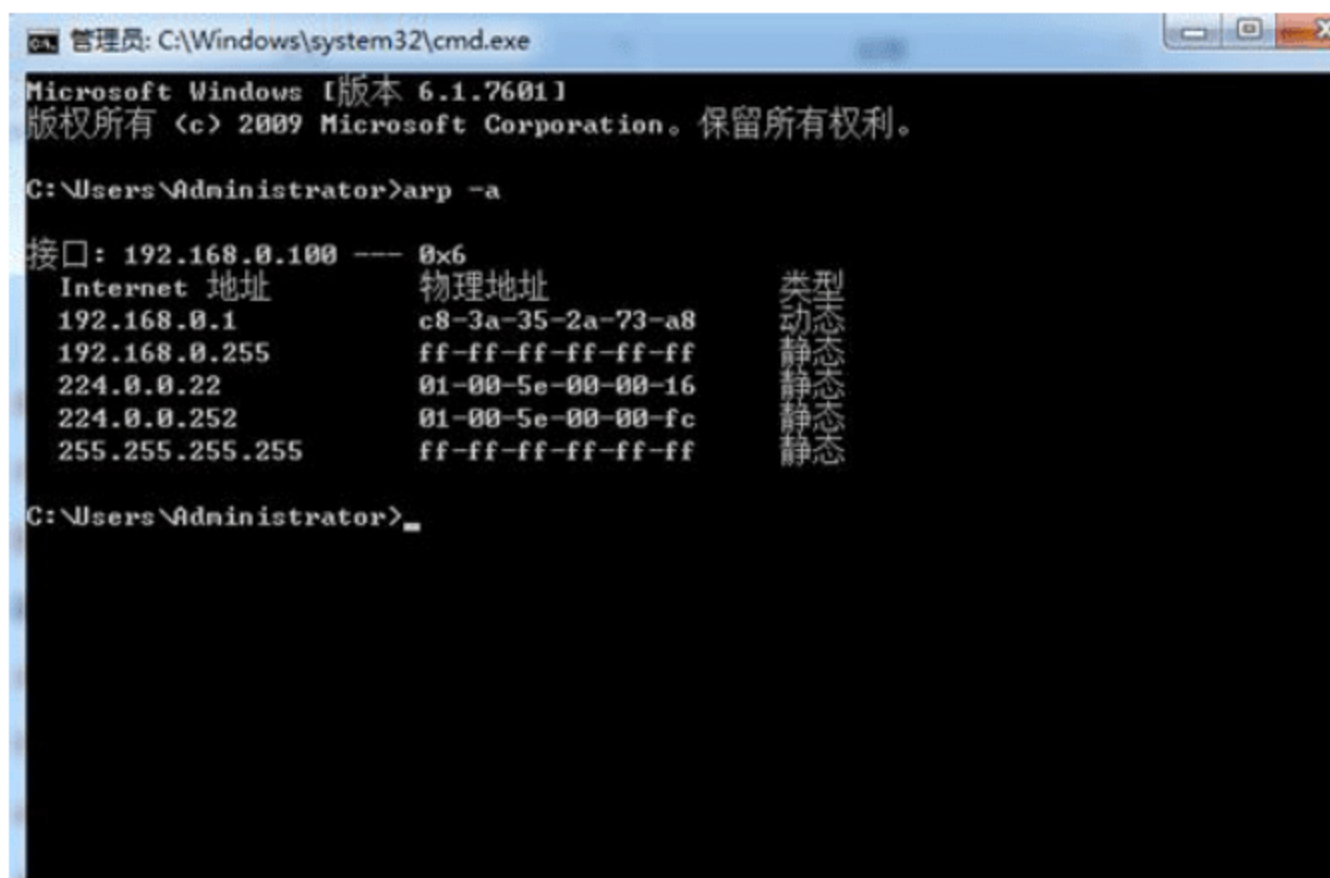 管理员: C:\Windows\system32\cmd.exe
Microsoft Windows [版本 6.1.7601]
版权所有 (c) 2009 Microsoft Corporation。保留所有权利。
C:\Users\Administrator>arp -a
接口: 192.168.0.100 --- 0x6
Internet 地址 物理地址 类型
192.168.0.1 c8-3a-35-2a-73-a8 动态
192.168.0.255 ff-ff-ff-ff-ff-ff 静态
224.0.0.22 01-00-5e-00-00-16 静态
224.0.0.252 01-00-5e-00-00-fc 静态
255.255.255.255 ff-ff-ff-ff-ff-ff 静态
C:\Users\Administrator>